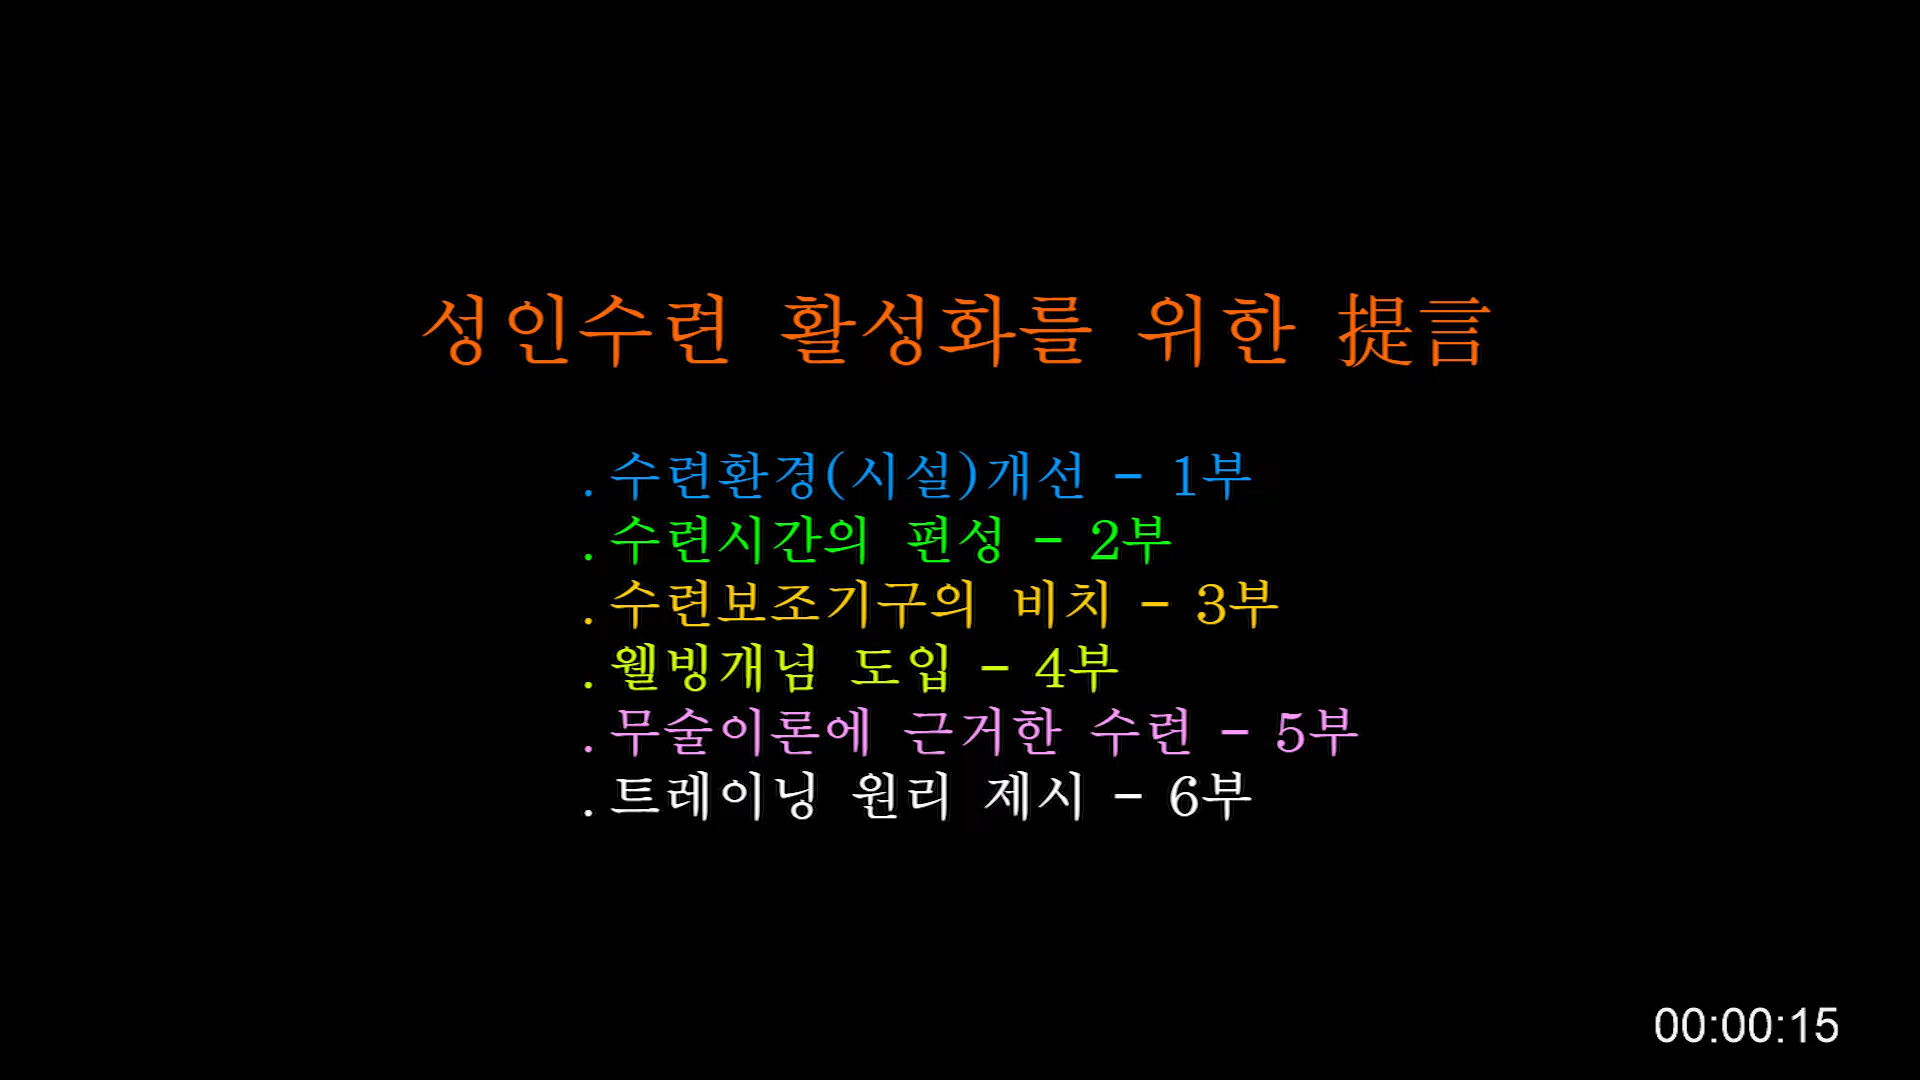 성인수련 활성화를 위한 提言
.수련환경(시설)개선 - 1부
.수련시간의 편성 - 2부
.수련보조기구의 비치 - 3부
.웰빙개념 도입 - 4부
.무술이론에 근거한 수련 - 5부
.트레이닝 원리 제시 - 6부
00:00:15